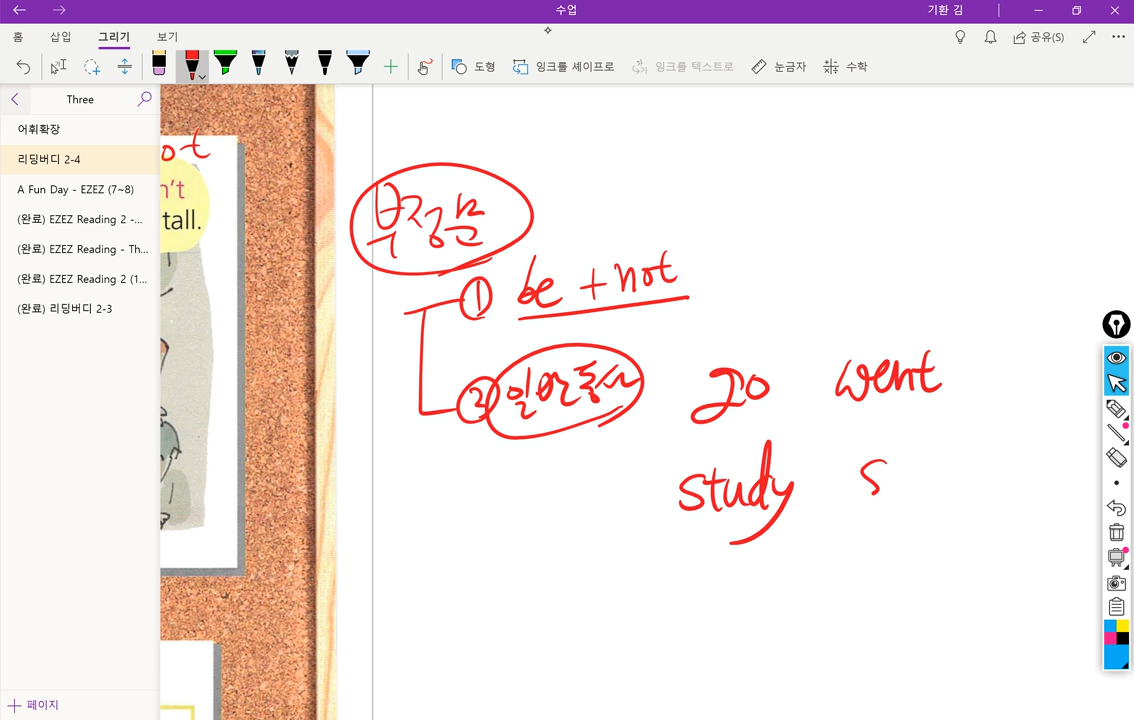 수업
기환 김
홈 삽입 그리기 보기
공유(S)
도형 잉크를 셰이프로 잉크를 텍스트로 눈금자 수학
Three
어휘확장
리딩버디 2-4
A Fun Day - EZEZ (7~8)
(완료) EZEZ Reading 2 -...
(완료) EZEZ Reading - Th...
(완료) EZEZ Reading 2 (1...
(완료) 리딩버디 2-3
페이지
ot
n't
tall.
부정문
① be + not
② 일반동사 go went
study s